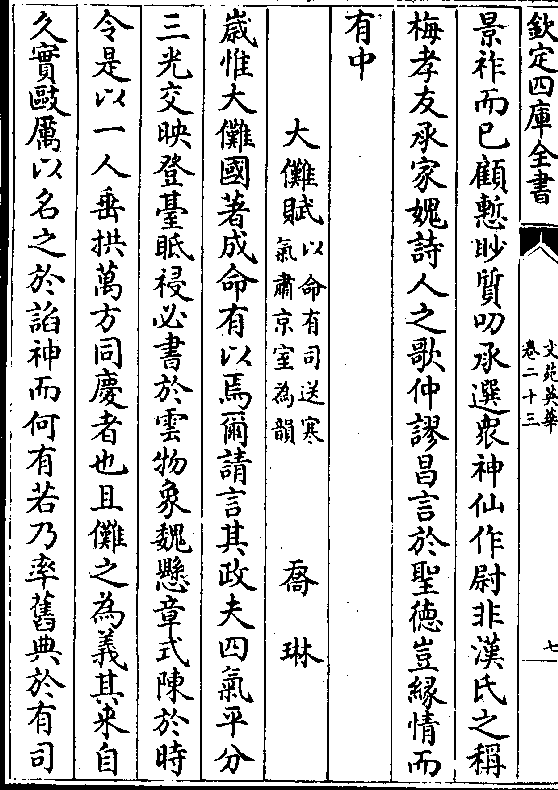 欽定四庫全書
文苑英華
卷二十三
七
景祚而已顧慙眇質叨承選衆神仙作尉非漢氏之稱
梅孝友承家媿詩人之歌仲謬昌言於聖徳豈緣情而
有中
大儺賦以命有司送寒氣肅京室為韻 喬琳
嵗惟大儺國著成命有以焉爾請言其政夫四氣平分
三光交映登臺眡祲必書於雲物象魏懸章式陳於時
令是以一人垂拱萬方同慶者也且儺之為義其来自
久實敺厲以名之於諂神而何有若乃率舊典於有司